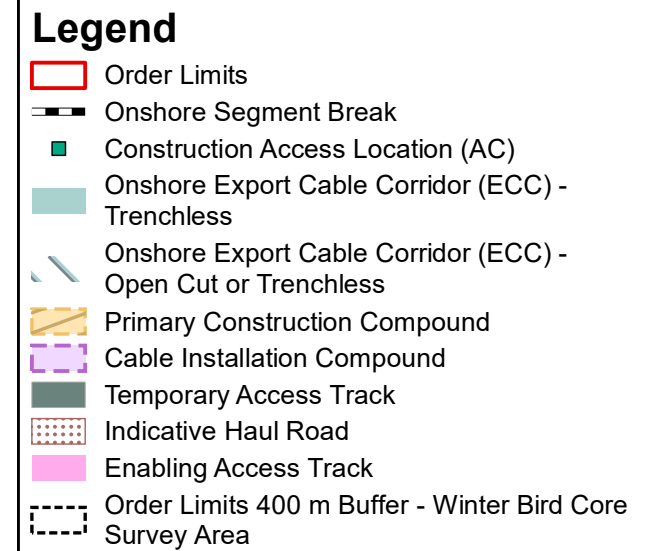 Legend
Order Limits
Onshore Segment Break
Construction Access Location (AC)
Onshore Export Cable Corridor (ECC) -
Trenchless
Onshore Export Cable Corridor (ECC) -
Open Cut or Trenchless
Primary Construction Compound
Cable Installation Compound
Temporary Access Track
Indicative Haul Road
Enabling Access Track
Order Limits 400 m Buffer - Winter Bird Core
Survey Area